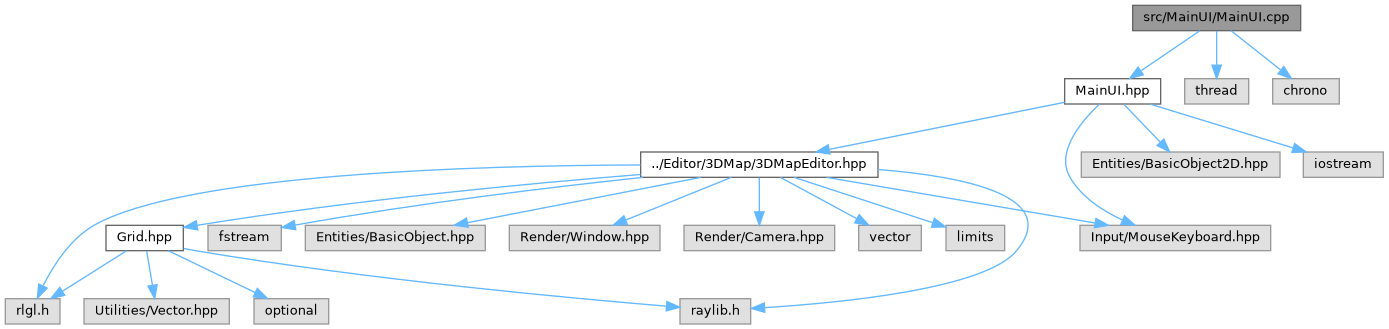 src/MainUI/MainUI.cpp
MainUI.hpp
thread
chrono
../Editor/3DMap/3DMapEditor.hpp
Entities/BasicObject2D.hpp
iostream
Grid.hpp
fstream
Entities/BasicObject.hpp
Render/Window.hpp
Render/Camera.hpp
vector
limits
Input/MouseKeyboard.hpp
rlgl.h
Utilities/Vector.hpp
optional
raylib.h